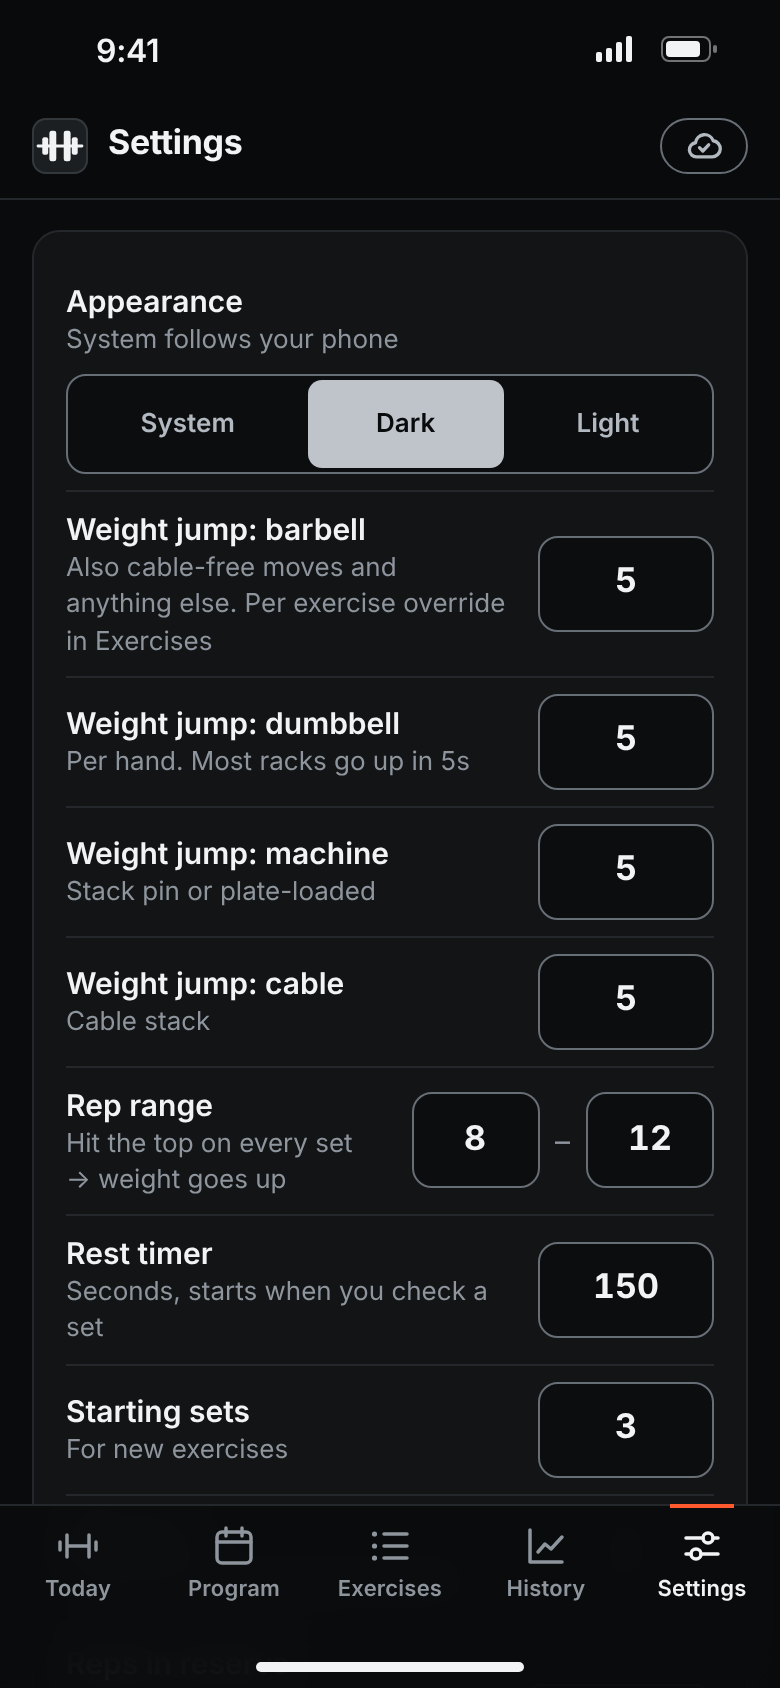 9:41
Settings
Appearance
System follows your phone
System
Dark
Light
Weight jump: barbell
Also cable-free moves and
anything else. Per exercise override
in Exercises
5
Weight jump: dumbbell
Per hand. Most racks go up in 5s
5
Weight jump: machine
Stack pin or plate-loaded
5
Weight jump: cable
Cable stack
5
Rep range
Hit the top on every set
→ weight goes up
8 – 12
Rest timer
Seconds, starts when you check a
set
150
Starting sets
For new exercises
3
Today
Program
Exercises
History
Settings
Reps in